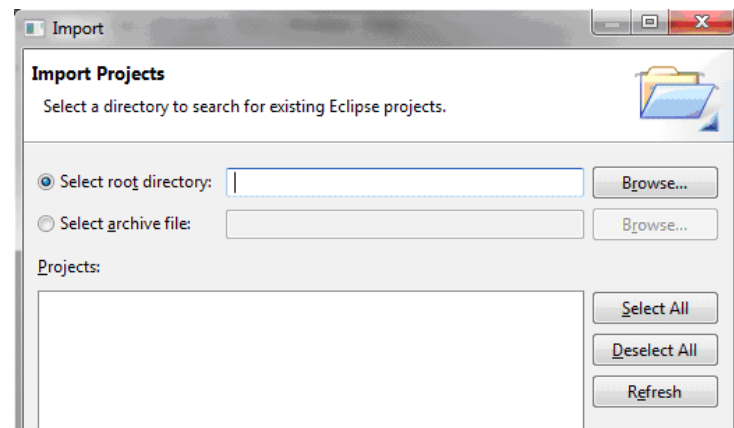 Import
Import Projects
Select a directory to search for existing Eclipse projects.
Select root directory:
Browse...
Select archive file:
Browse...
Projects:
Select All
Deselect All
Refresh